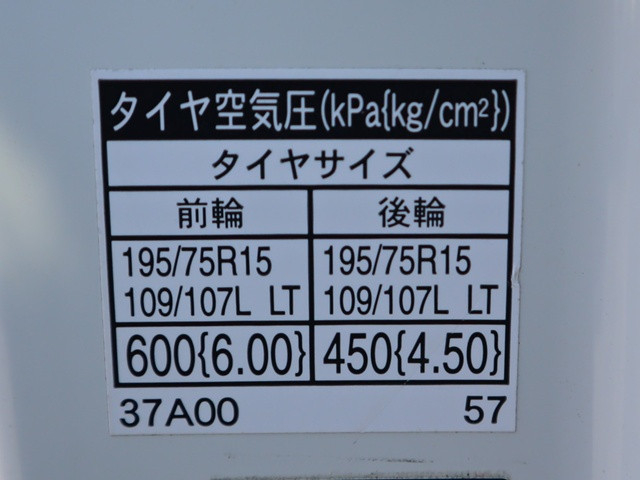 タイヤ空気圧(kPa{kg/cm²})
タイヤサイズ
前輪 後輪
195/75R15 195/75R15
109/107L LT 109/107L LT
600{6.00} 450{4.50}
37A00 57